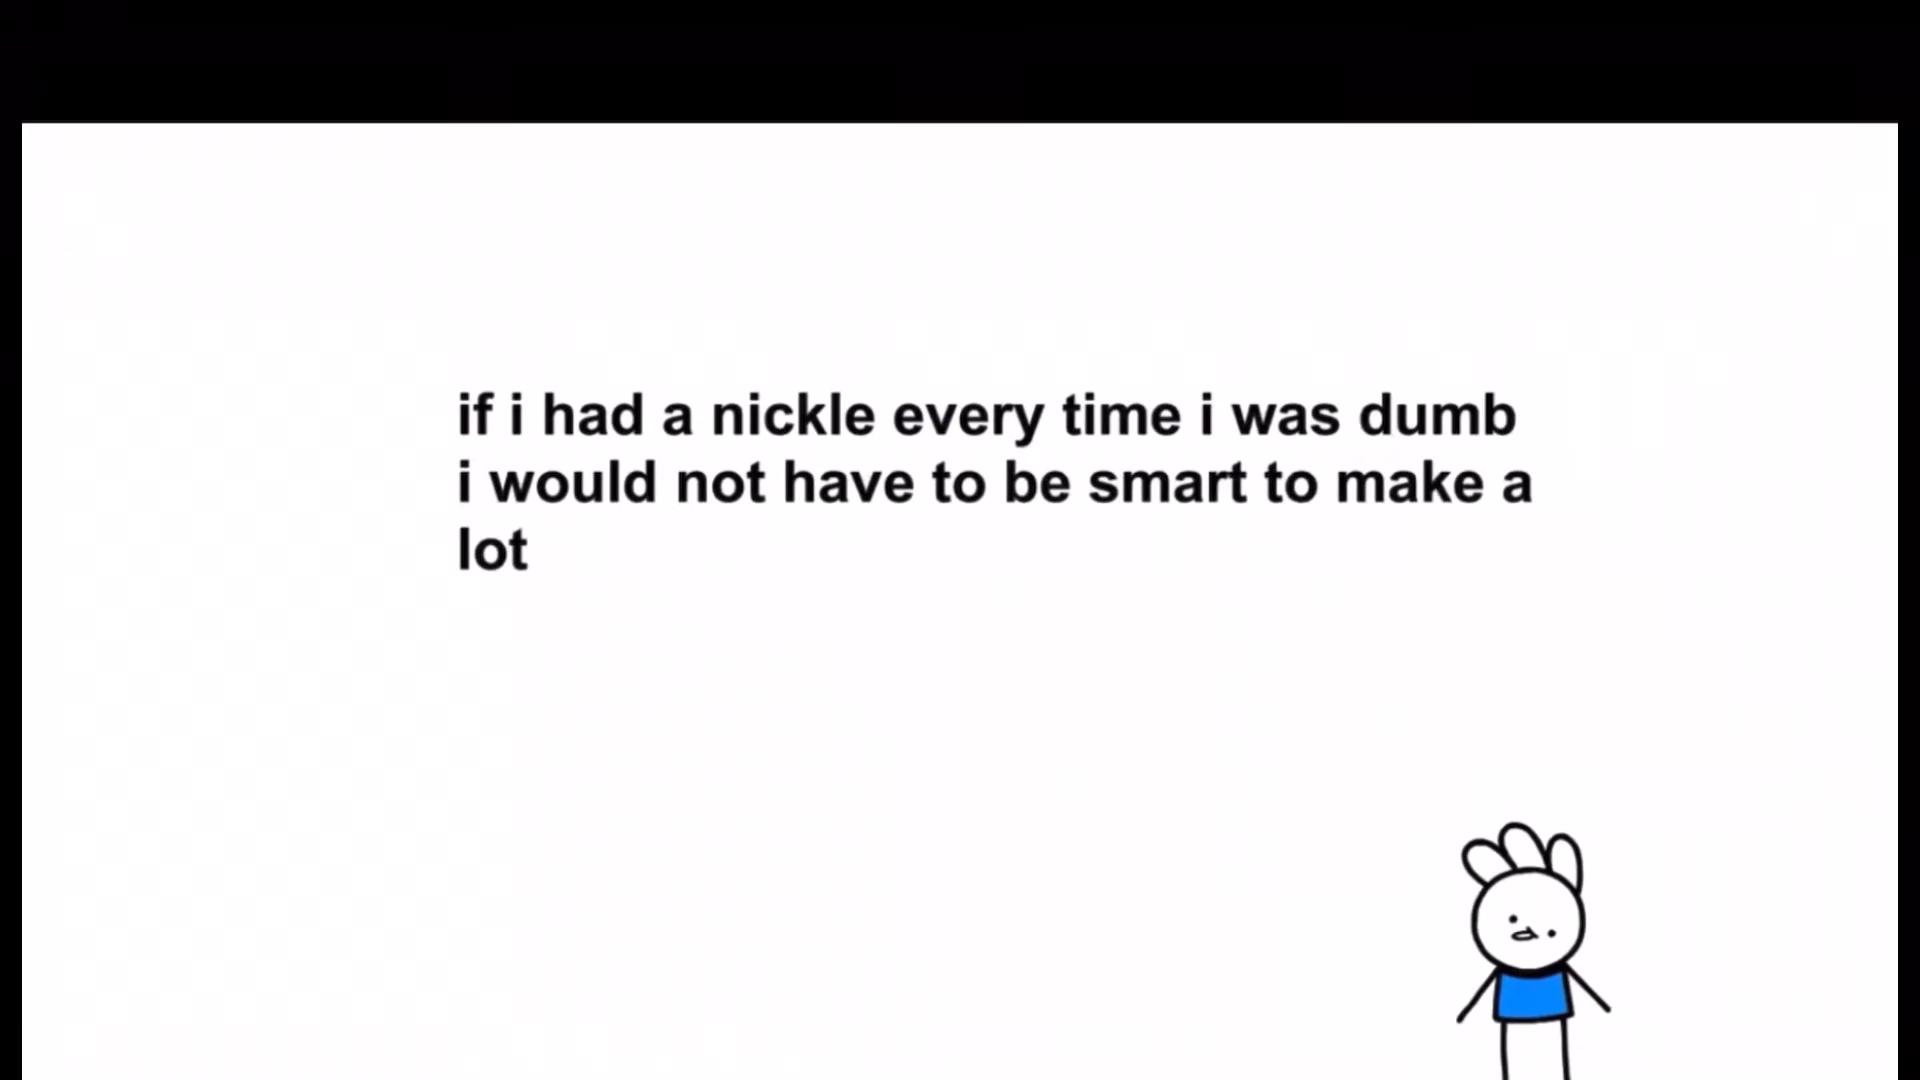 if i had a nickle every time i was dumb
i would not have to be smart to make a
lot